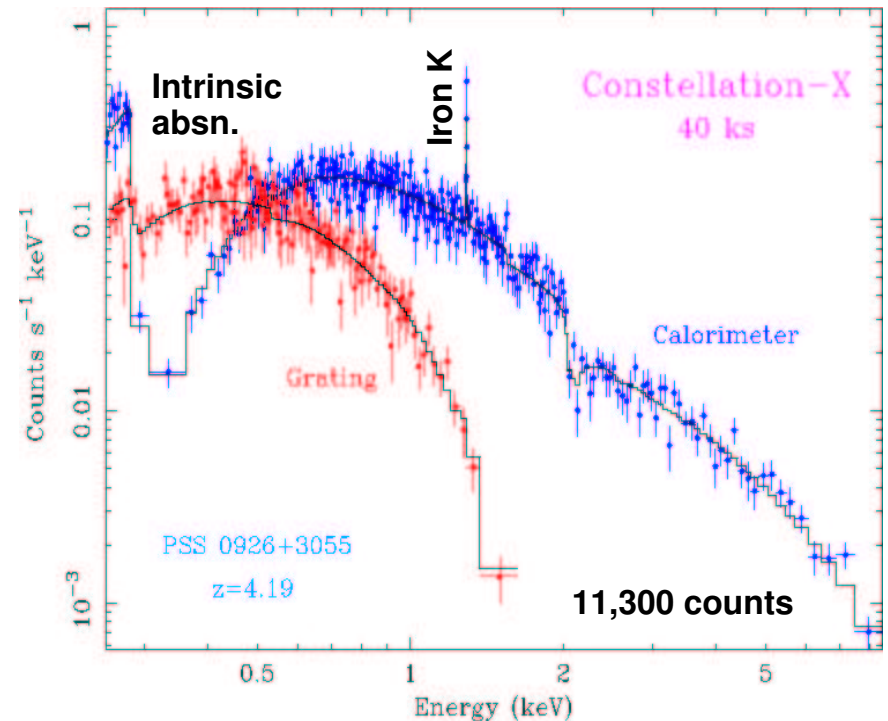 Intrinsic
absn.
Iron K
Constellation-X
40 ks
Calorimeter
Grating
PSS 0926+3055
z=4.19
11,300 counts
Counts s⁻¹ keV⁻¹
1
0.1
0.01
10⁻³
0.5 1 2 5
Energy (keV)